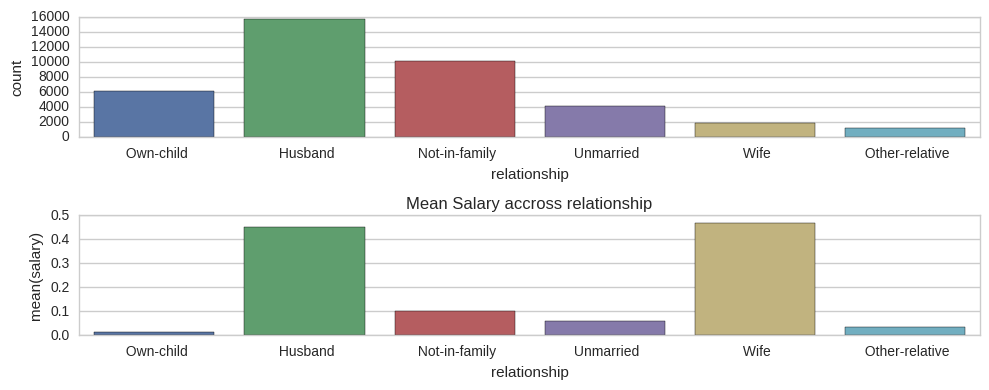 16000
14000
12000
10000
8000
6000
4000
2000
0
count
Own-child Husband Not-in-family Unmarried Wife Other-relative
relationship
Mean Salary accross relationship
0.5
0.4
0.3
0.2
0.1
0.0
mean(salary)
Own-child Husband Not-in-family Unmarried Wife Other-relative
relationship